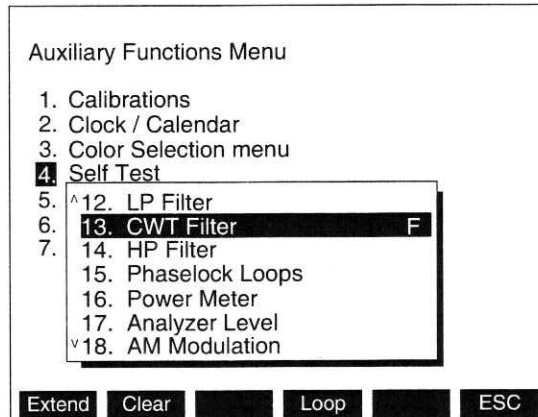 Auxiliary Functions Menu
1. Calibrations
2. Clock / Calendar
3. Color Selection menu
4. Self Test
5.
6.
7.
^12. LP Filter
13. CWT Filter F
14. HP Filter
15. Phaselock Loops
16. Power Meter
17. Analyzer Level
v18. AM Modulation
Extend Clear Loop ESC